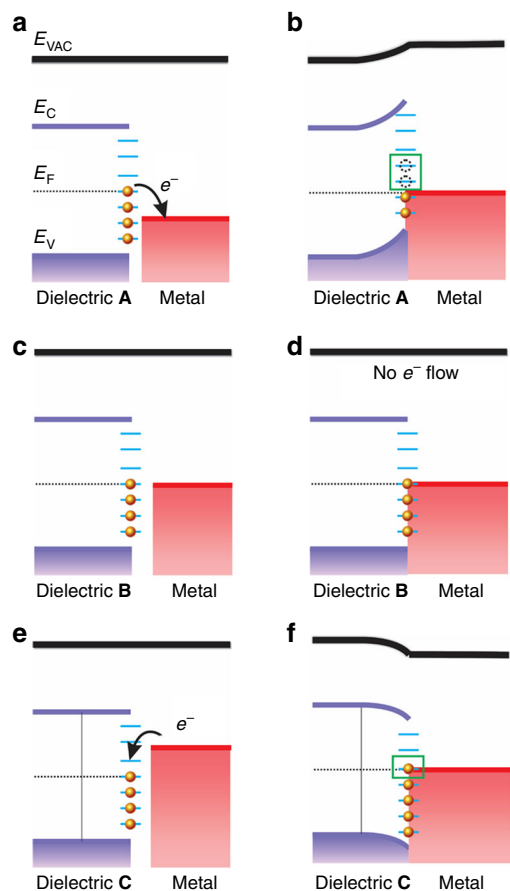 a
E_VAC
E_C
E_F
e⁻
E_V
Dielectric A Metal
b
Dielectric A Metal
c
Dielectric B Metal
d
No e⁻ flow
Dielectric B Metal
e
e⁻
Dielectric C Metal
f
Dielectric C Metal